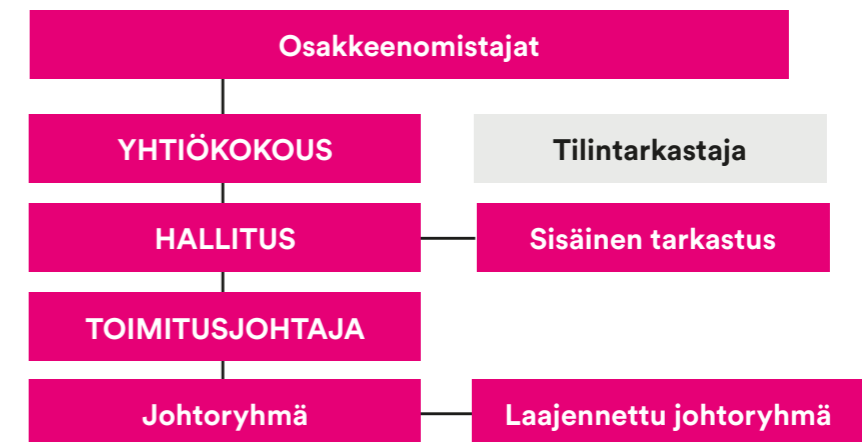 Osakkeenomistajat
YHTIÖKOKOUS
Tilintarkastaja
HALLITUS
Sisäinen tarkastus
TOIMITUSJOHTAJA
Johtoryhmä
Laajennettu johtoryhmä